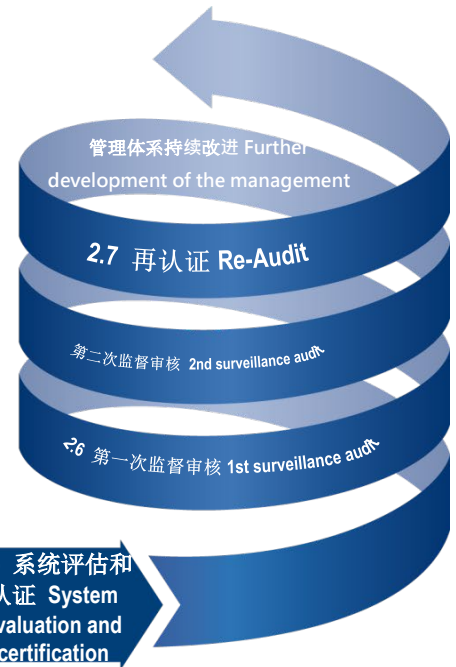 管理体系持续改进 Further
development of the management
2.7 再认证 Re-Audit
第二次监督审核 2nd surveillance audit
2.6 第一次监督审核 1st surveillance audit
系统评估和
认证 System
valuation and
certification